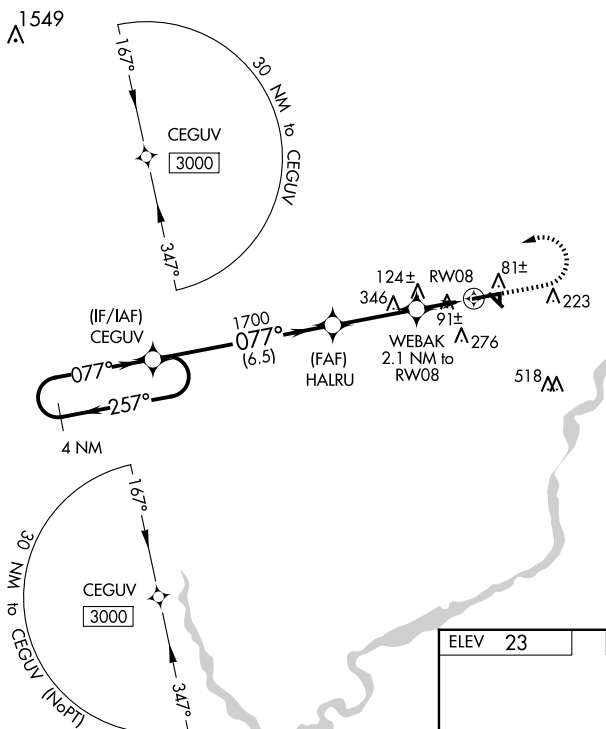 1549
167°
30 NM to CEGUV
CEGUV
3000
347°
(IF/IAF)
CEGUV
1700
077°
(6.5)
(FAF)
HALRU
346
124±
RW08
91±
WEBAK
2.1 NM to
RW08
81±
223
276
518
077°
257°
4 NM
167°
30 NM to CEGUV (NoPT)
CEGUV
3000
347°
ELEV 23